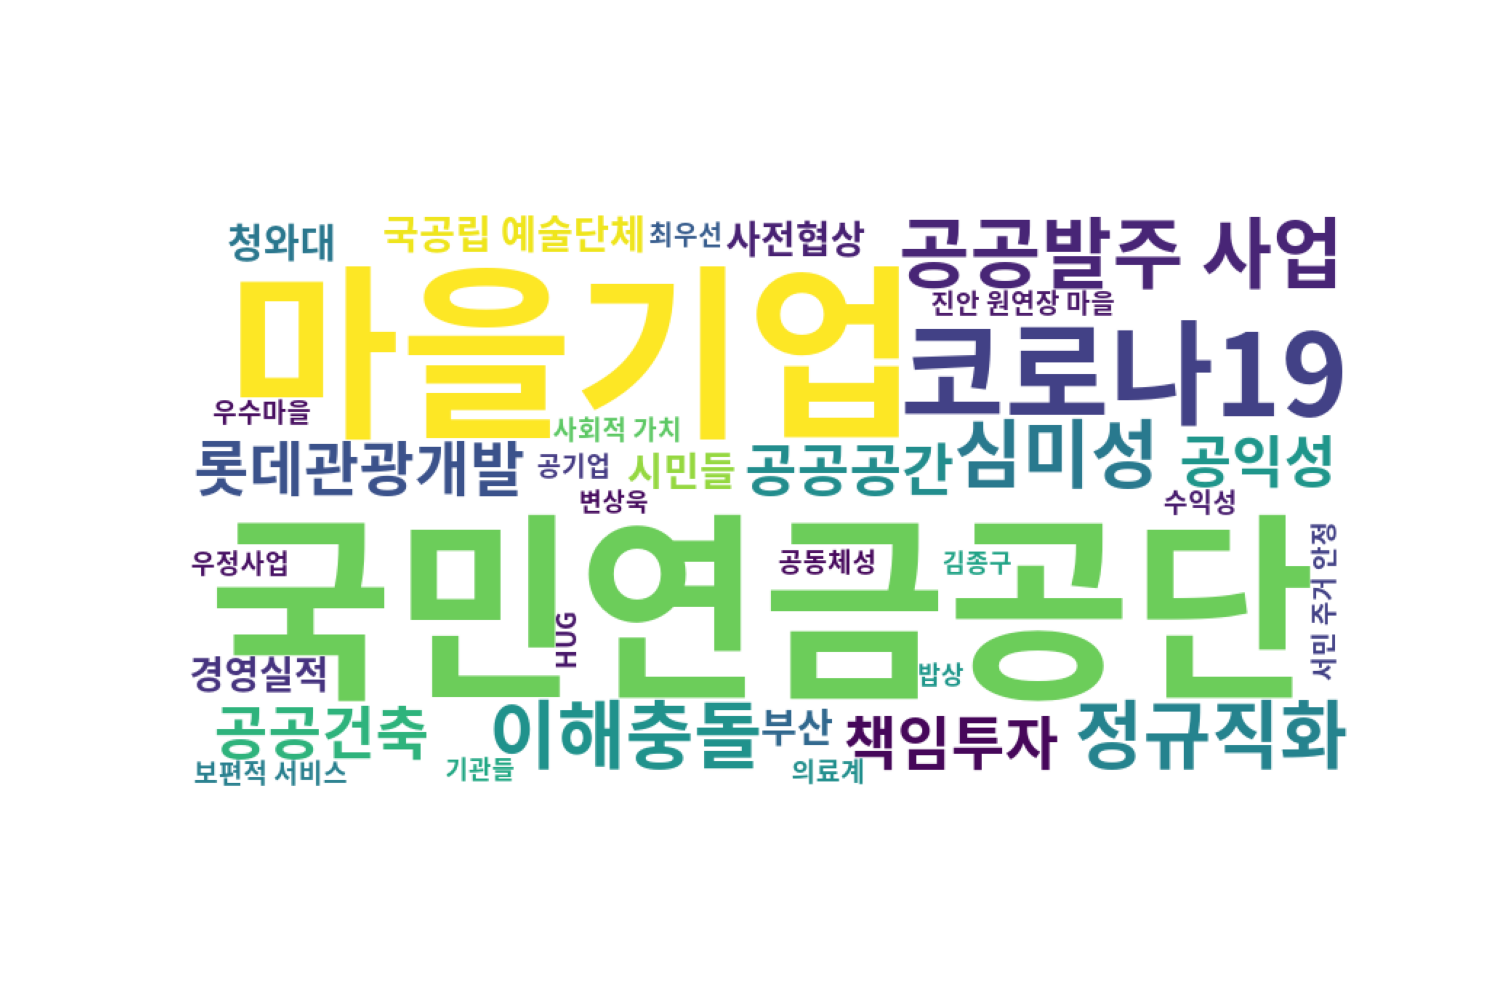 청와대
국공립 예술단체
최우선
사전협상
공공발주 사업
마을기업
진안 원연장 마을
코로나19
우수마을
사회적 가치
롯데관광개발
공기업
시민들
공공공간
심미성
공익성
변상욱
수익성
국민연금공단
우정사업
공동체성
김종구
서민 주거 안정
HUG
경영실적
밥상
공공건축
이해충돌
부산
책임투자
정규직화
보편적 서비스
기관들
의료계